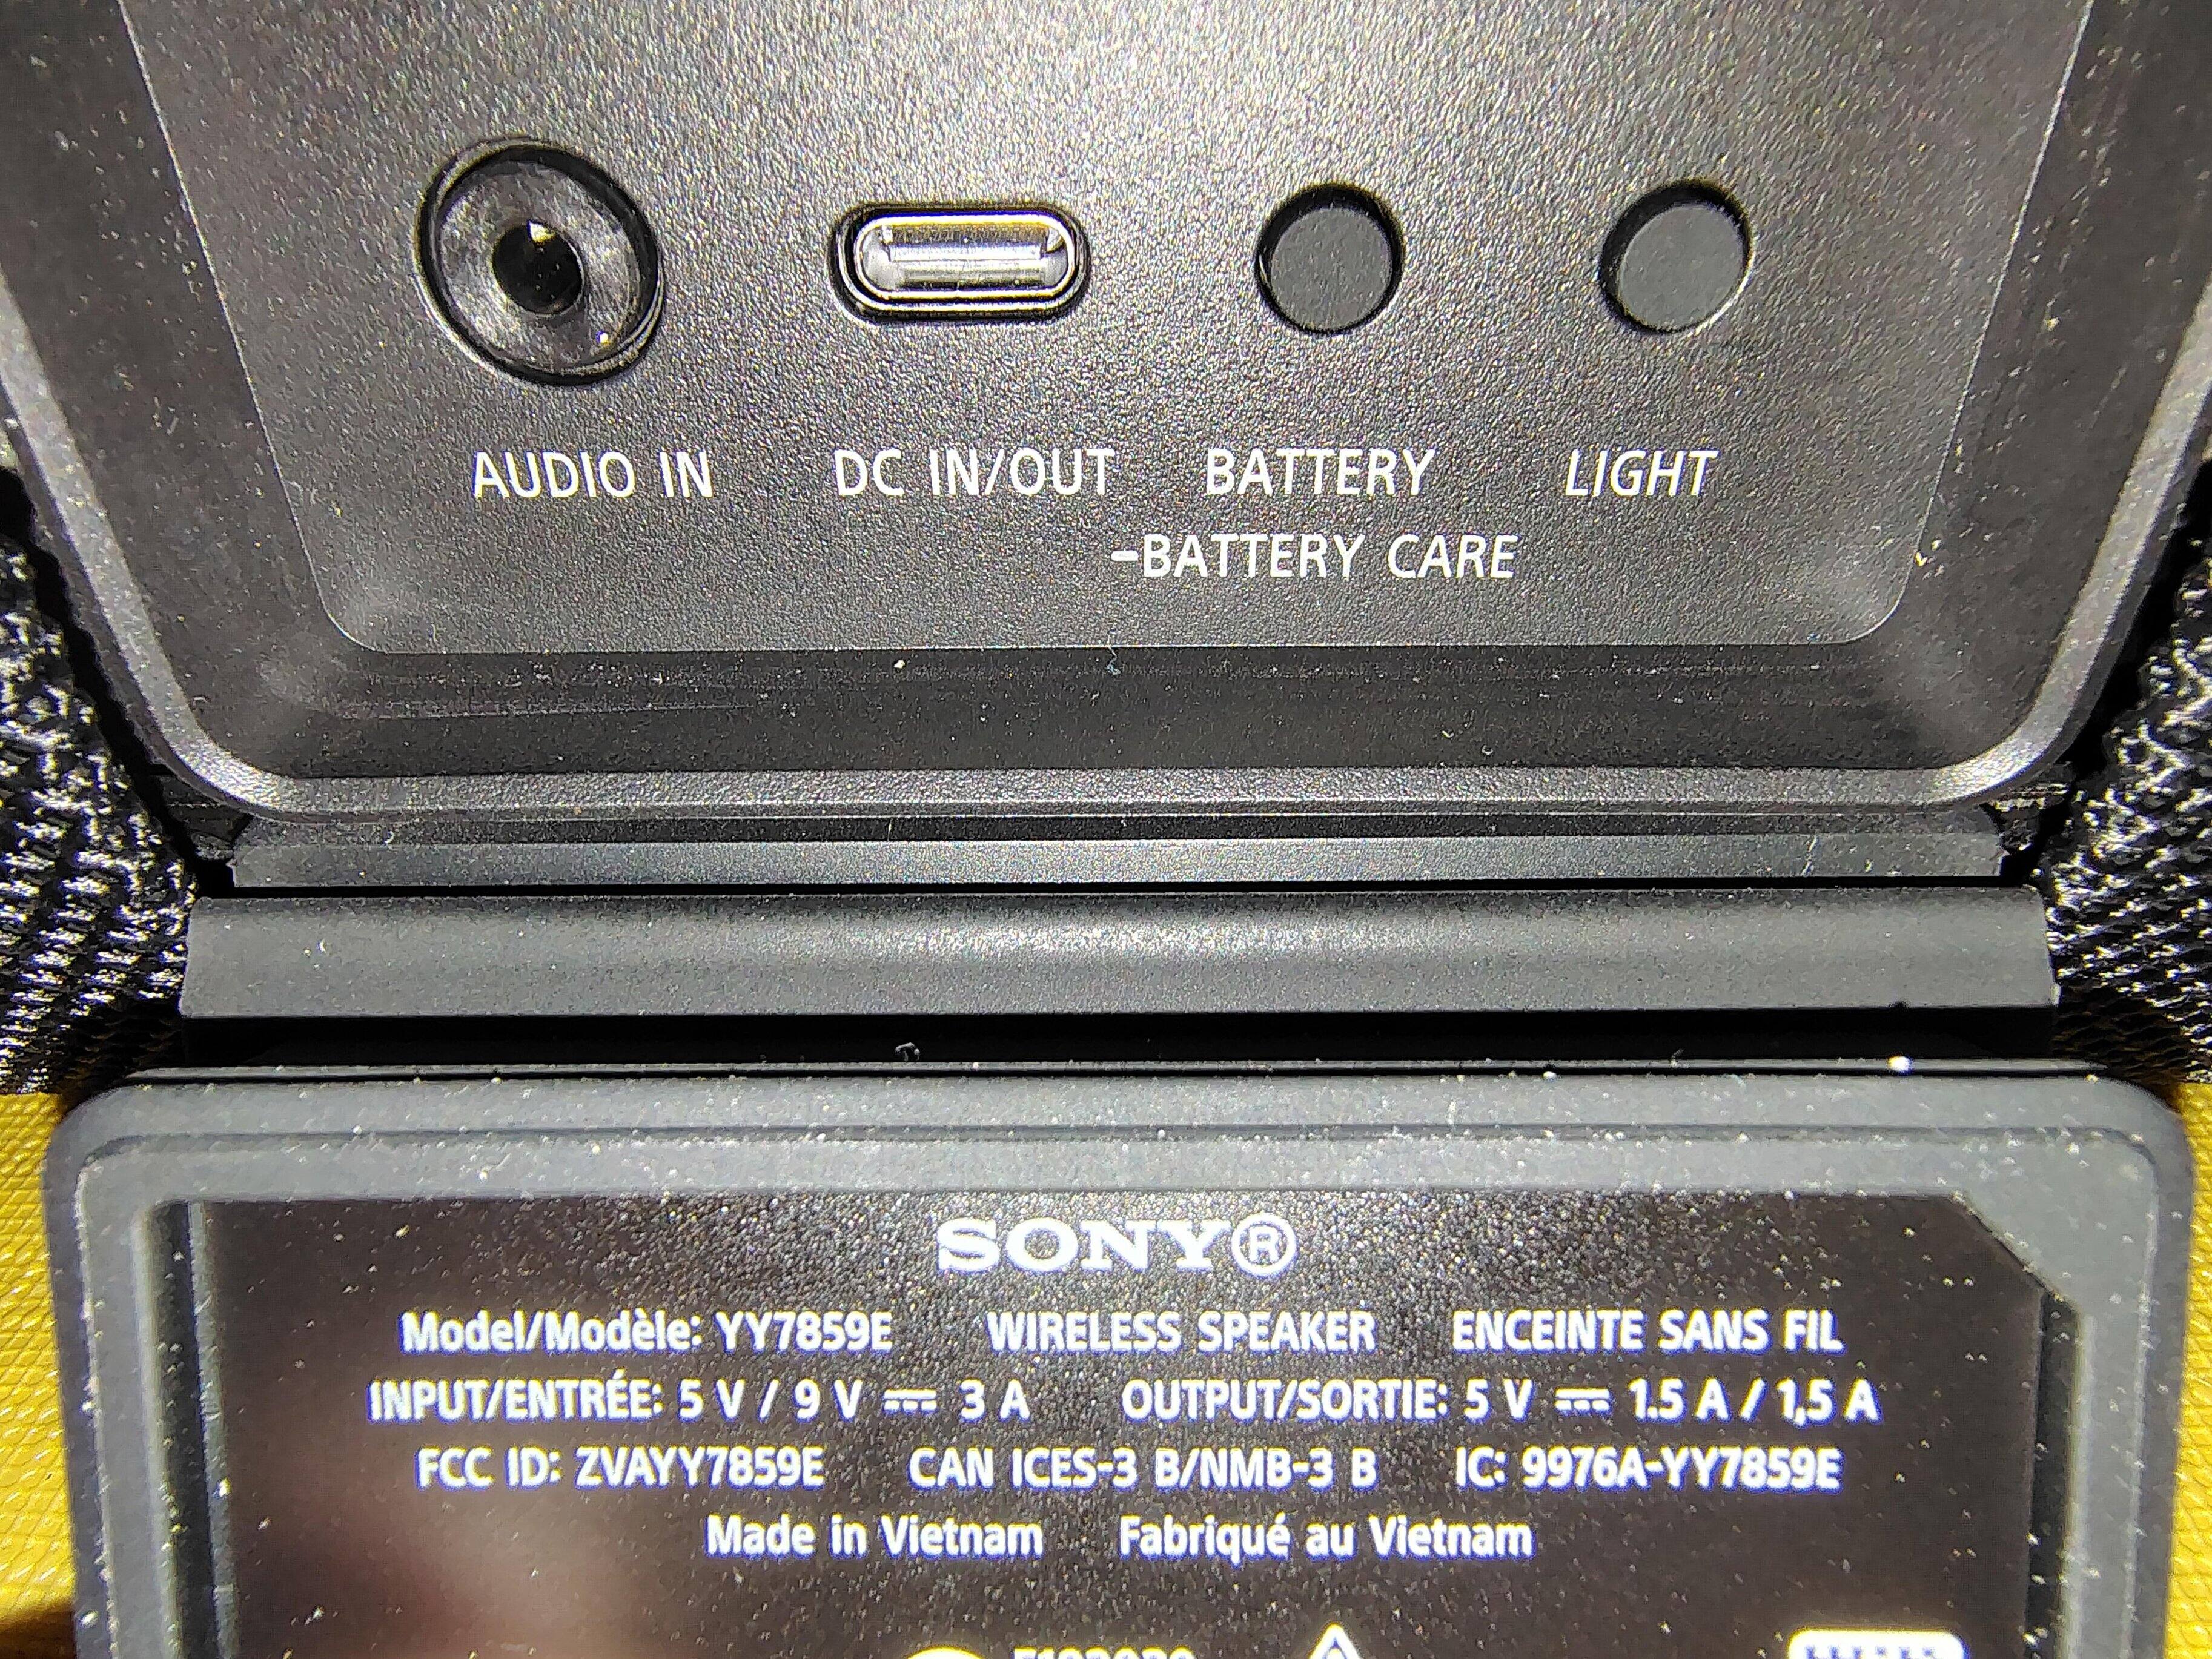 AUDIO IN DC IN/OUT BATTERY LIGHT
-BATTERY CARE
SONY®
Model/Modèle: YY7859E WIRELESS SPEAKER ENCEINTE SANS FIL
INPUT/ENTRÉE: 5 V / 9 V ⎓ 3 A OUTPUT/SORTIE: 5 V ⎓ 1.5 A / 1,5 A
FCC ID: ZVAYY7859E CAN ICES-3 B/NMB-3 B IC: 9976A-YY7859E
Made in Vietnam Fabriqué au Vietnam